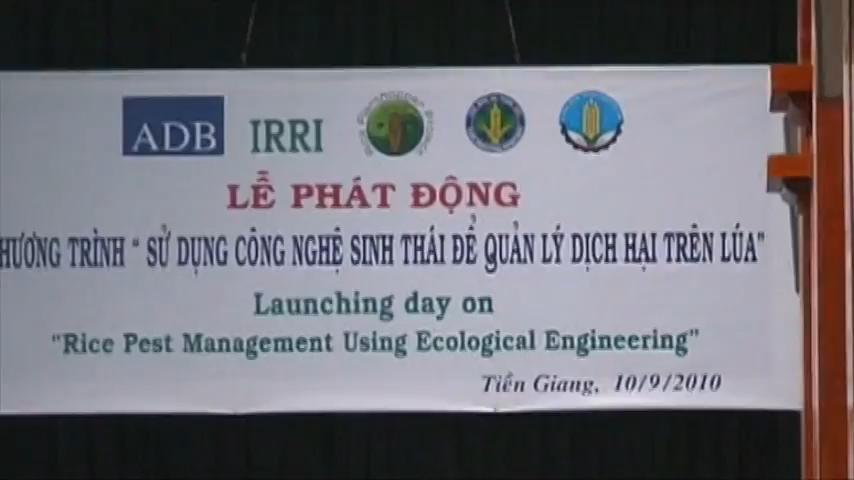 ADB IRRI
LỄ PHÁT ĐỘNG
HƯƠNG TRÌNH " SỬ DỤNG CÔNG NGHỆ SINH THÁI ĐỂ QUẢN LÝ DỊCH HẠI TRÊN LÚA"
Launching day on
"Rice Pest Management Using Ecological Engineering"
Tiền Giang, 10/9/2010